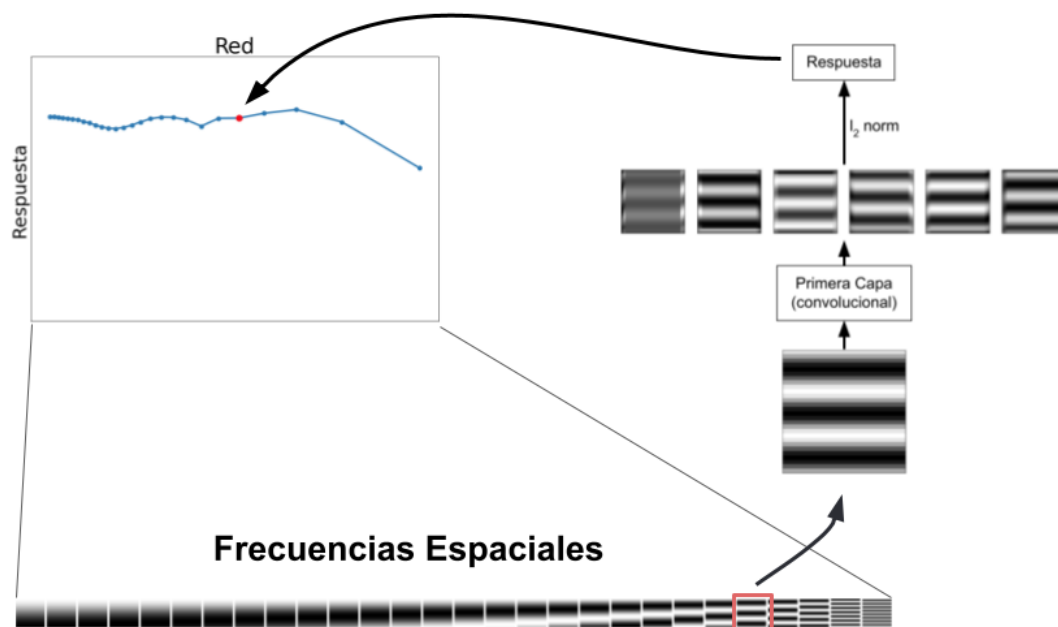 Red
Respuesta
Respuesta
l₂ norm
Primera Capa
(convolucional)
Frecuencias Espaciales